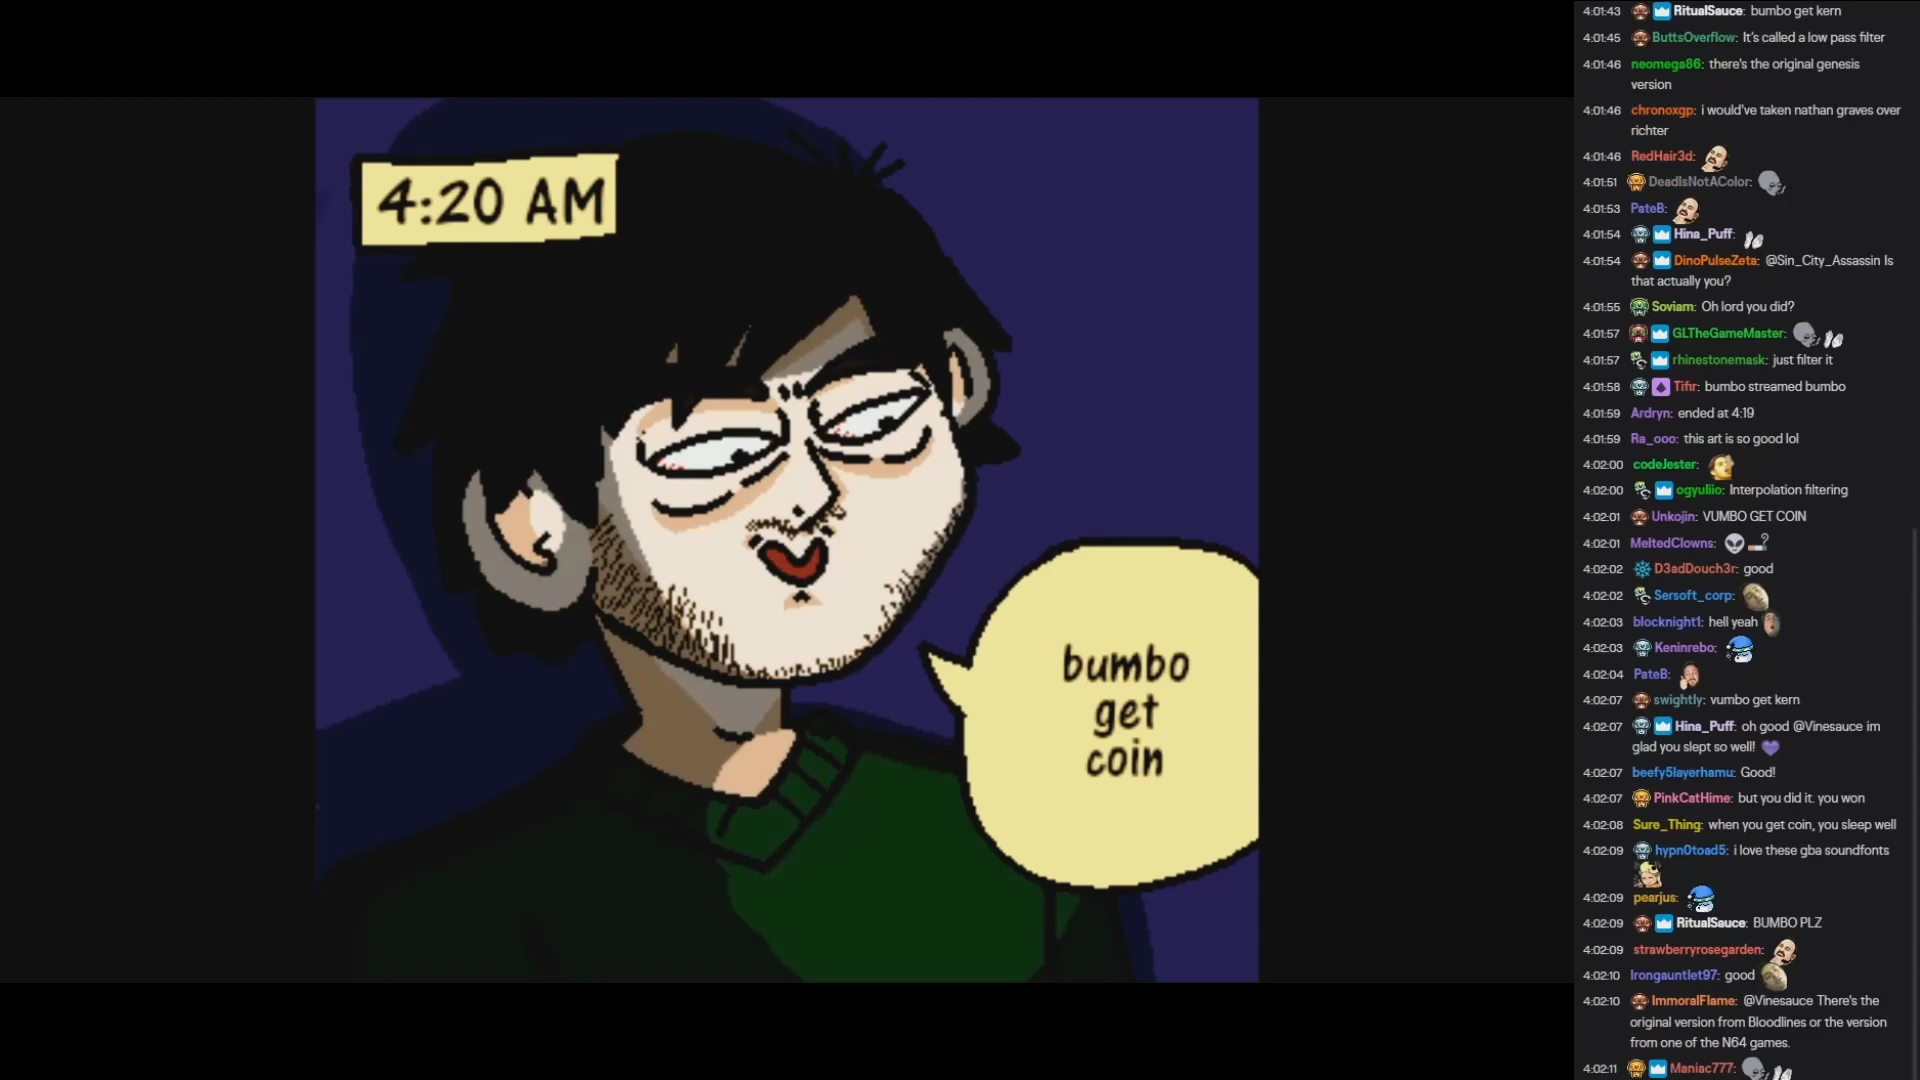 4:20 AM
bumbo
get
coin
4:01:43 RitualSauce: bumbo get kern
4:01:45 ButtsOverflow: It's called a low pass filter
4:01:46 neomega86: there's the original genesis
version
4:01:46 chronoxgp: i would've taken nathan graves over
richter
4:01:46 RedHair3d:
4:01:51 DeadIsNotAColor:
4:01:53 PateB:
4:01:54 Hina_Puff:
4:01:54 DinoPulseZeta: @Sin_City_Assassin Is
that actually you?
4:01:55 Soviam: Oh lord you did?
4:01:57 GLTheGameMaster:
4:01:57 rhinestonemask: just filter it
4:01:58 Tifir: bumbo streamed bumbo
4:01:59 Ardryn: ended at 4:19
4:01:59 Ra_ooo: this art is so good lol
4:02:00 codeJester:
4:02:00 ogyuliio: Interpolation filtering
4:02:01 Unkojin: VUMBO GET COIN
4:02:01 MeltedClowns:
4:02:02 D3adDouch3r: good
4:02:02 Sersoft_corp:
4:02:03 blocknight1: hell yeah
4:02:03 Keninrebo:
4:02:04 PateB:
4:02:07 swightly: vumbo get kern
4:02:07 Hina_Puff: oh good @Vinesauce im
glad you slept so well!
4:02:07 beefy5layerhamu: Good!
4:02:07 PinkCatHime: but you did it. you won
4:02:08 Sure_Thing: when you get coin, you sleep well
4:02:09 hypn0toad5: i love these gba soundfonts
4:02:09 pearjus:
4:02:09 RitualSauce: BUMBO PLZ
4:02:09 strawberryrosegarden:
4:02:10 Irongauntlet97: good
4:02:10 ImmoralFlame: @Vinesauce There's the
original version from Bloodlines or the version
from one of the N64 games.
4:02:11 Maniac777: